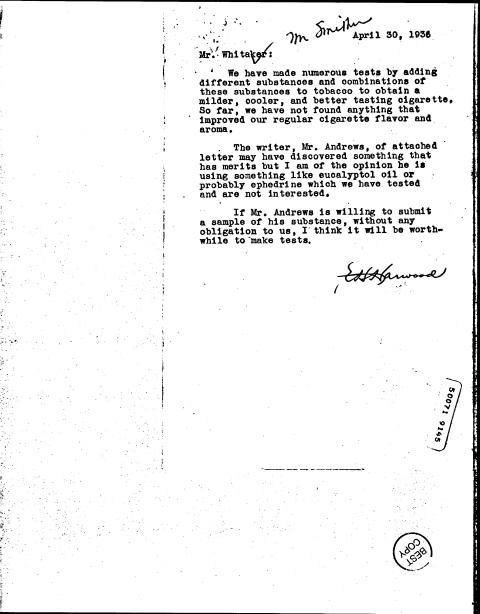 Mr Smither
April 30, 1936
Mr. Whitaker:
We have made numerous tests by adding
different substances and combinations of
these substances to tobacco to obtain a
milder, cooler, and better tasting cigarette.
So far, we have not found anything that
improved our regular cigarette flavor and
aroma.
The writer, Mr. Andrews, of attached
letter may have discovered something that
has merits but I am of the opinion he is
using something like eucalyptol oil or
probably ephedrine which we have tested
and are not interested.
If Mr. Andrews is willing to submit
a sample of his substance, without any
obligation to us, I think it will be worth-
while to make tests.
EHHarwood
50071 9145
BEST
COPY